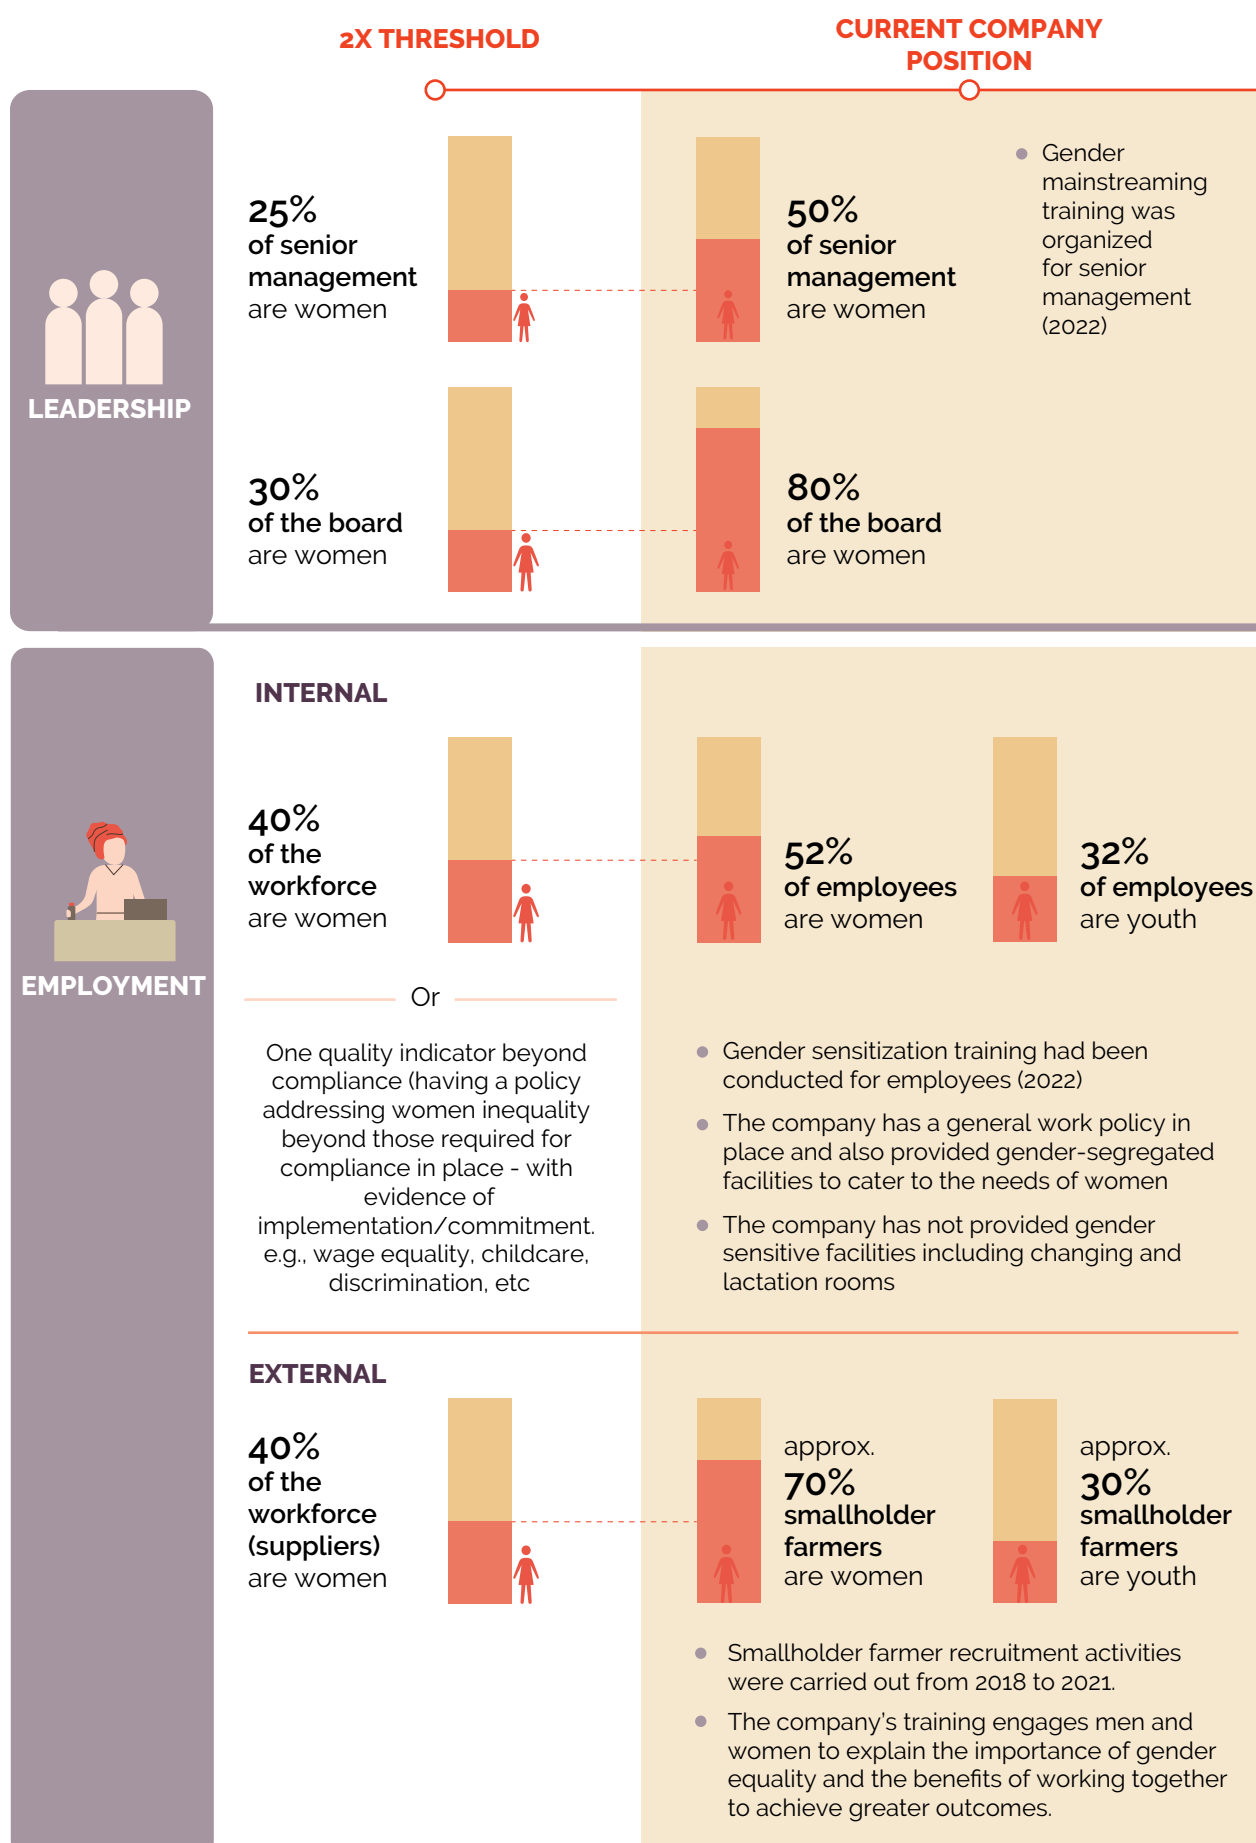 2X THRESHOLD
CURRENT COMPANY
POSITION
LEADERSHIP
25%
of senior
management
are women
50%
of senior
management
are women
Gender
mainstreaming
training was
organized
for senior
management
(2022)
30%
of the board
are women
80%
of the board
are women
EMPLOYMENT
INTERNAL
40%
of the
workforce
are women
52%
of employees
are women
32%
of employees
are youth
Or
One quality indicator beyond
compliance (having a policy
addressing women inequality
beyond those required for
compliance in place - with
evidence of
implementation/commitment.
e.g., wage equality, childcare,
discrimination, etc
Gender sensitization training had been
conducted for employees (2022)
The company has a general work policy in
place and also provided gender-segregated
facilities to cater to the needs of women
The company has not provided gender
sensitive facilities including changing and
lactation rooms
EXTERNAL
40%
of the
workforce
(suppliers)
are women
approx.
70%
smallholder
farmers
are women
approx.
30%
smallholder
farmers
are youth
Smallholder farmer recruitment activities
were carried out from 2018 to 2021.
The company's training engages men and
women to explain the importance of gender
equality and the benefits of working together
to achieve greater outcomes.